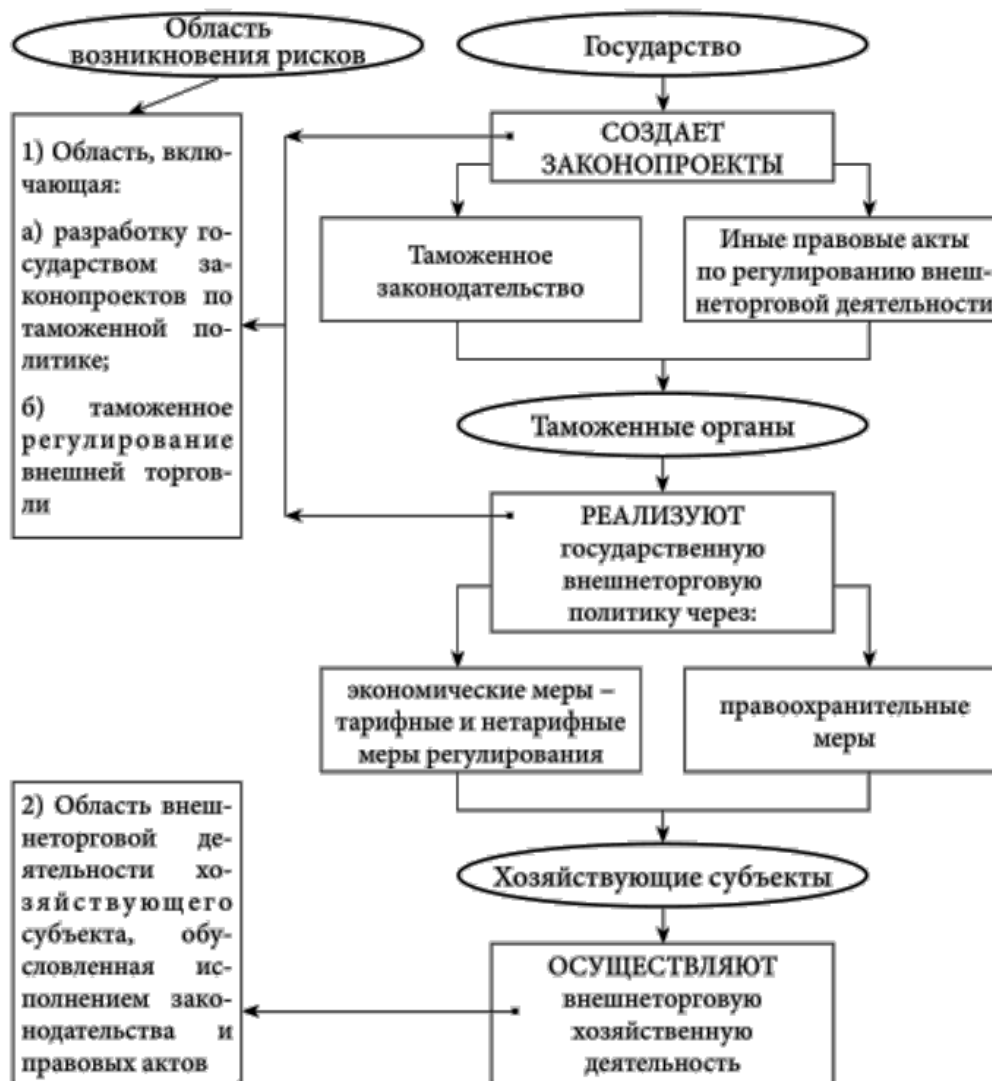 Область
возникновения рисков
Государство
1) Область, вклю-
чающая:
а) разработку го-
сударством за-
конопроектов по
таможенной по-
литике;
б) таможенное
регулирование
внешней торгов-
ли
СОЗДАЕТ
ЗАКОНОПРОЕКТЫ
Таможенное
законодательство
Иные правовые акты
по регулированию внеш-
неторговой деятельности
Таможенные органы
РЕАЛИЗУЮТ
государственную
внешнеторговую
политику через:
экономические меры –
тарифные и нетарифные
меры регулирования
правоохранительные
меры
2) Область внеш-
неторговой де-
ятельности хо-
зяйствующего
субъекта, обу-
словленная ис-
полнением зако-
нодательства и
правовых актов
Хозяйствующие субъекты
ОСУЩЕСТВЛЯЮТ
внешнеторговую
хозяйственную
деятельность